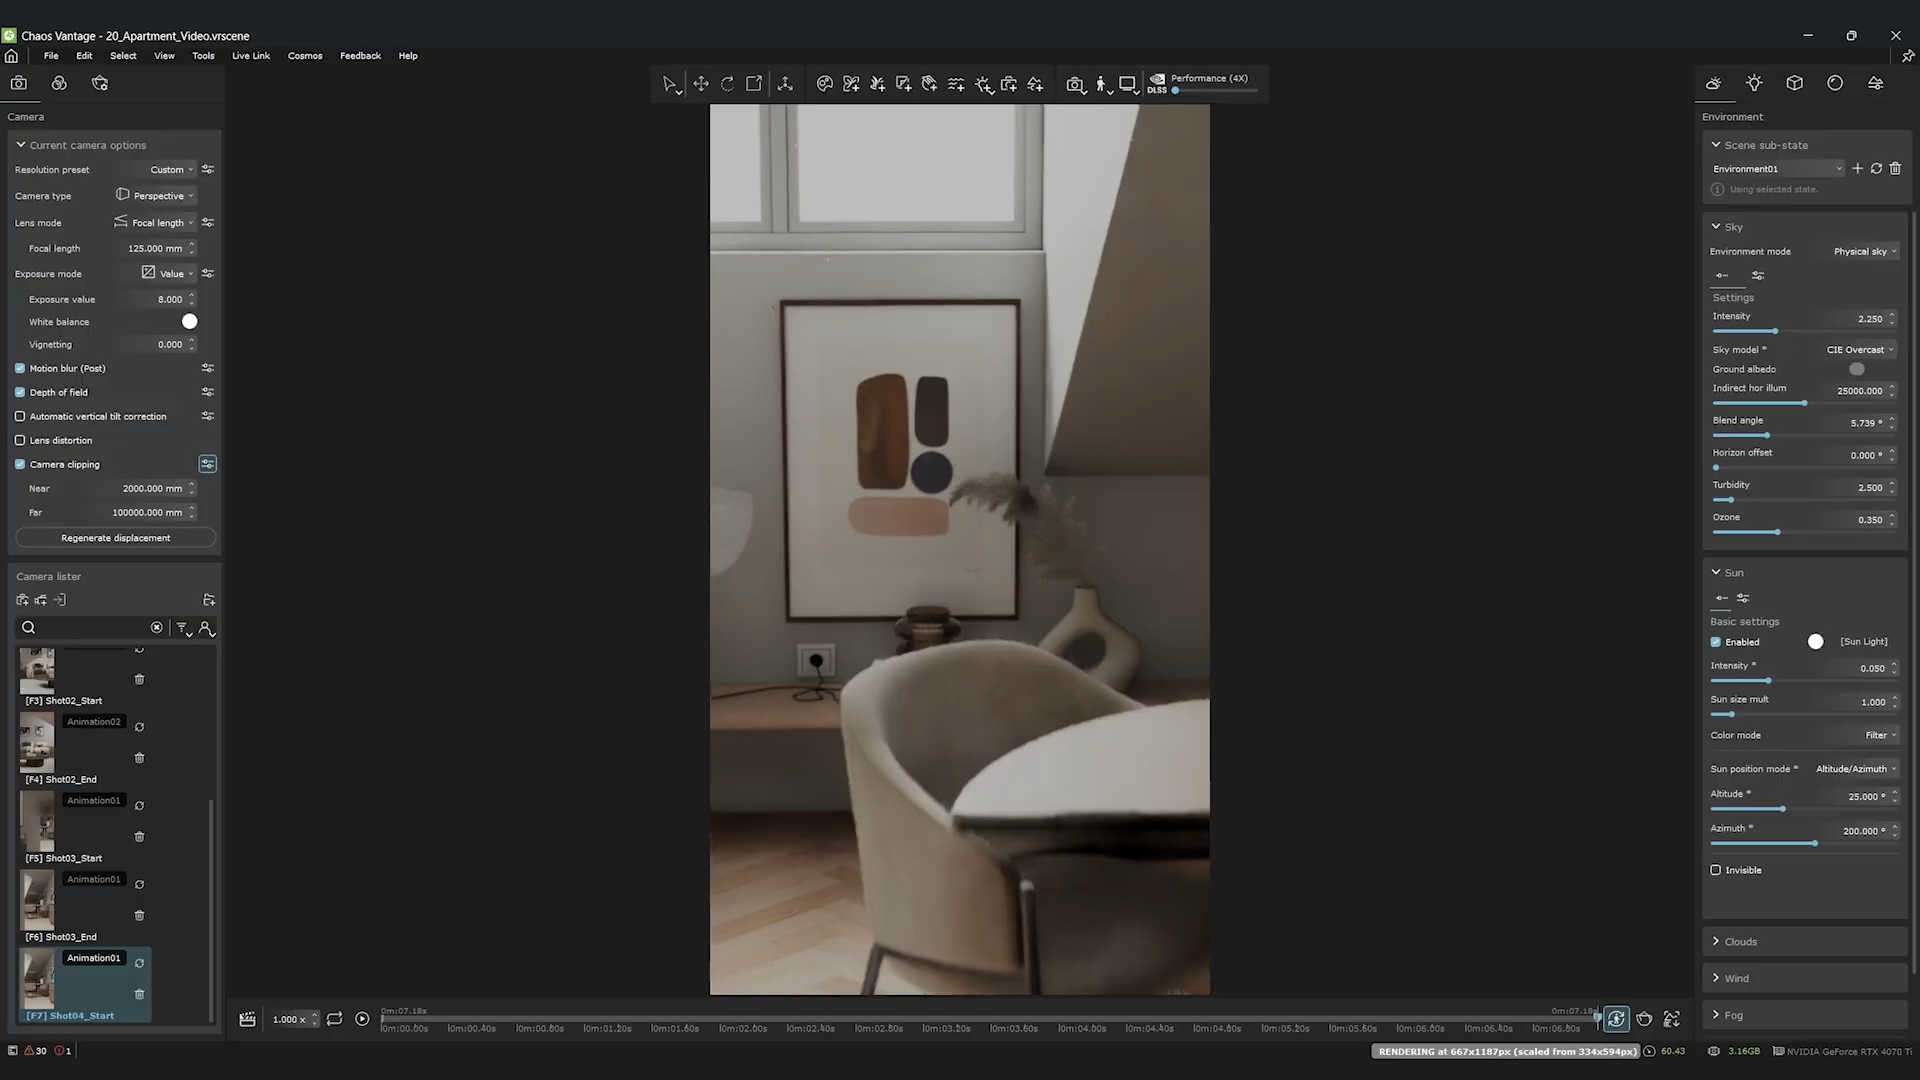 Chaos Vantage - 20_Apartment_Video.vrscene
File Edit Select View Tools Live Link Cosmos Feedback Help
DLSS
Performance (4X)
Camera
Current camera options
Resolution preset Custom
Camera type Perspective
Lens mode Focal length
Focal length 125.000 mm
Exposure mode Value
Exposure value 8.000
White balance
Vignetting 0.000
Motion blur (Post)
Depth of field
Automatic vertical tilt correction
Lens distortion
Camera clipping
Near 2000.000 mm
Far 100000.000 mm
Regenerate displacement
Camera lister
[F3] Shot02_Start
Animation02
[F4] Shot02_End
Animation01
[F5] Shot03_Start
Animation01
[F6] Shot03_End
Animation01
[F7] Shot04_Start
Environment
Scene sub-state
Environment01
Using selected state.
Sky
Environment mode Physical sky
Settings
Intensity 2.250
Sky model * CIE Overcast
Ground albedo
Indirect hor illum 25000.000
Blend angle 5.739 °
Horizon offset 0.000 °
Turbidity 2.500
Ozone 0.350
Sun
Basic settings
Enabled [Sun Light]
Intensity * 0.050
Sun size mult 1.000
Color mode Filter
Sun position mode * Altitude/Azimuth
Altitude * 25.000 °
Azimuth * 200.000 °
Invisible
Clouds
Wind
Fog
1.000 x
0m:07.18s 0m:07.18s
0m:00.00s 0m:00.40s 0m:00.80s 0m:01.20s 0m:01.60s 0m:02.00s 0m:02.40s 0m:02.80s 0m:03.20s 0m:03.60s 0m:04.00s 0m:04.40s 0m:04.80s 0m:05.20s 0m:05.60s 0m:06.00s 0m:06.40s 0m:06.80s
30 1
RENDERING at 667x1187px (scaled from 334x594px) 60.43 3.16GB NVIDIA GeForce RTX 4070 Ti